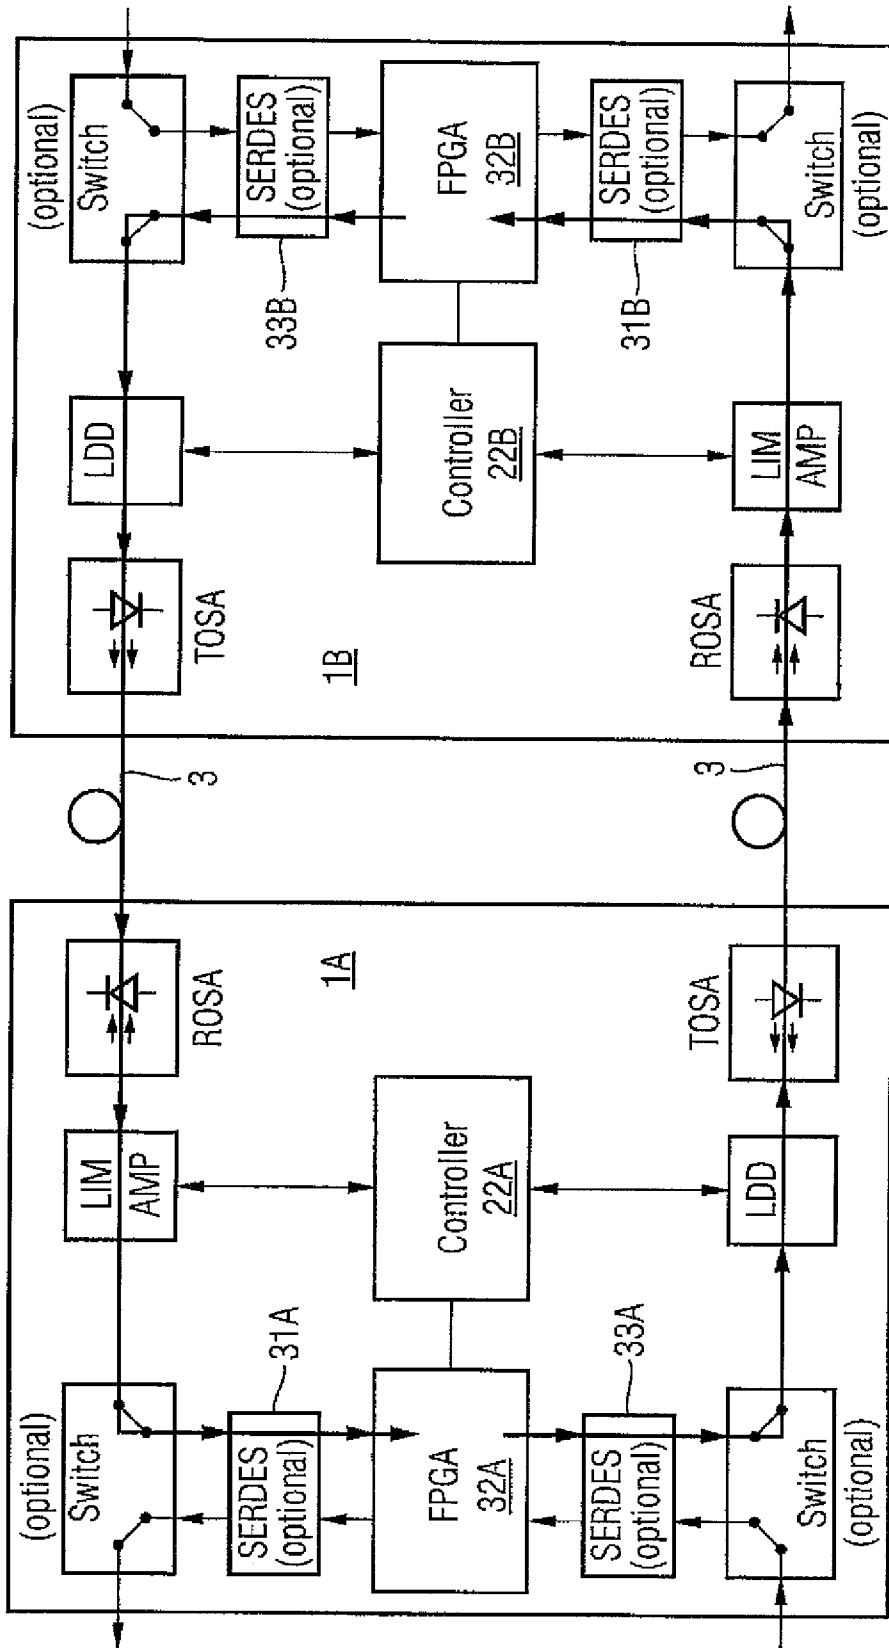 (optional)
Switch
LIM
AMP
ROSA
3
TOSA
LDD
(optional)
Switch
SERDES
(optional)
31A
33B
SERDES
(optional)
FPGA
32A
Controller
22A
1A
1B
Controller
22B
FPGA
32B
SERDES
(optional)
33A
31B
SERDES
(optional)
Switch
(optional)
LDD
TOSA
3
ROSA
LIM
AMP
Switch
(optional)